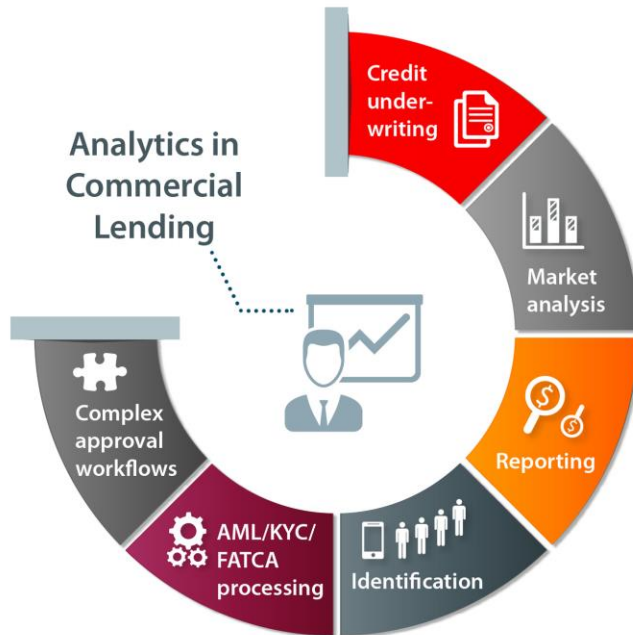 Analytics in
Commercial
Lending
Credit
under-
writing
Market
analysis
$
$
Reporting
Identification
AML/KYC/
FATCA
processing
Complex
approval
workflows